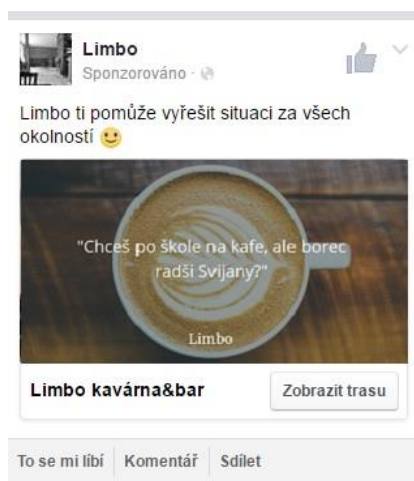 Limbo
Sponzorováno ·
Limbo ti pomůže vyřešit situaci za všech
okolností
"Chceš po škole na kafe, ale borec
radši Svijany?"
Limbo
Limbo kavárna&bar
Zobrazit trasu
To se mi líbí Komentář Sdílet